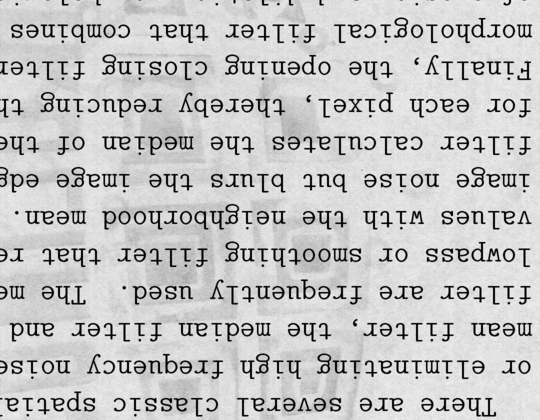 There are several classic spatial
or eliminating high frequency noise
mean filter, the median filter and
filter are frequently used. The me
lowpass or smoothing filter that re
values with the neighborhood mean.
image noise but blurs the image edg
filter calculates the median of the
for each pixel, thereby reducing th
Finally, the opening closing filter
morphological filter that combines